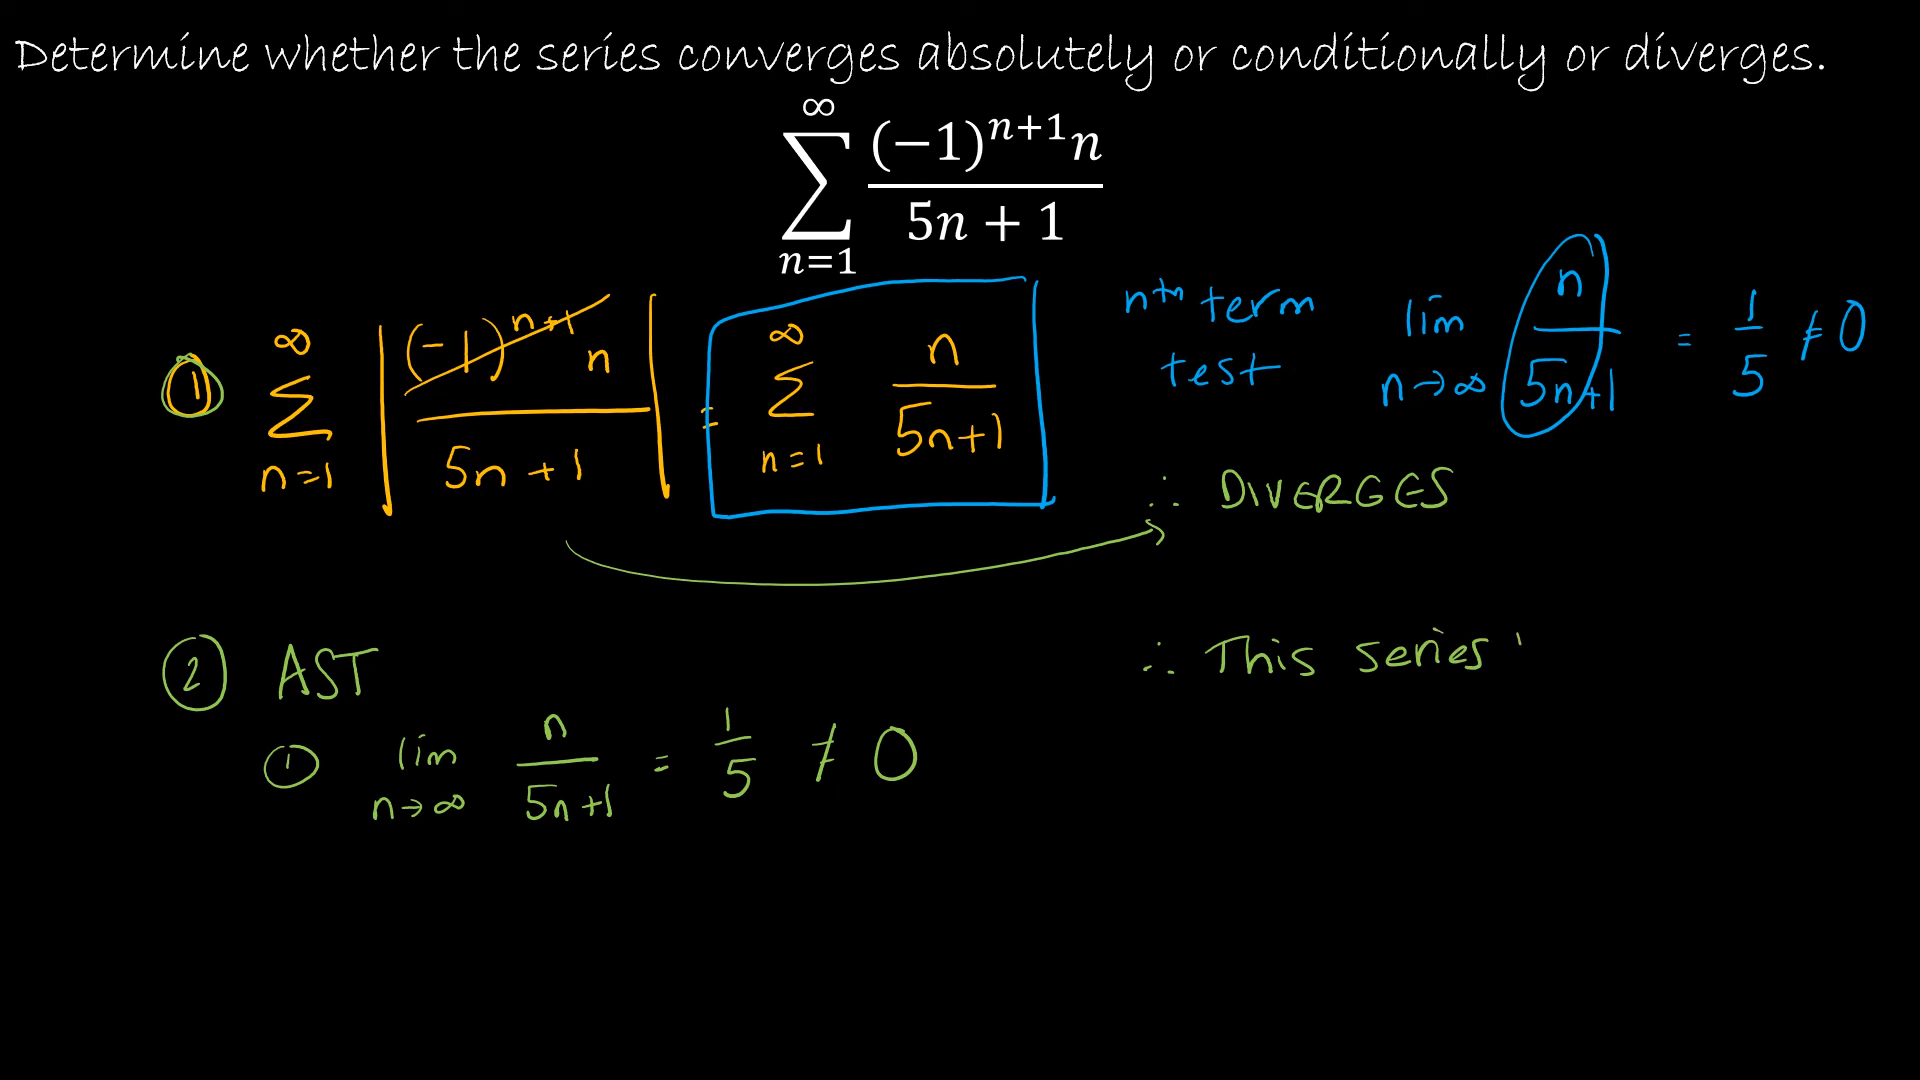 Determine whether the series converges absolutely or conditionally or diverges.
∑_{n=1}^{∞} (−1)^{n+1}n / (5n + 1)
① ∑_{n=1}^{∞} | (-1)^{n+1} n / (5n + 1) | = ∑_{n=1}^{∞} n / (5n+1)
nth term test
lim_{n→∞} n / (5n+1) = 1/5 ≠ 0
∴ DIVERGES
② AST
∴ This series
① lim_{n→∞} n / (5n+1) = 1/5 ≠ 0